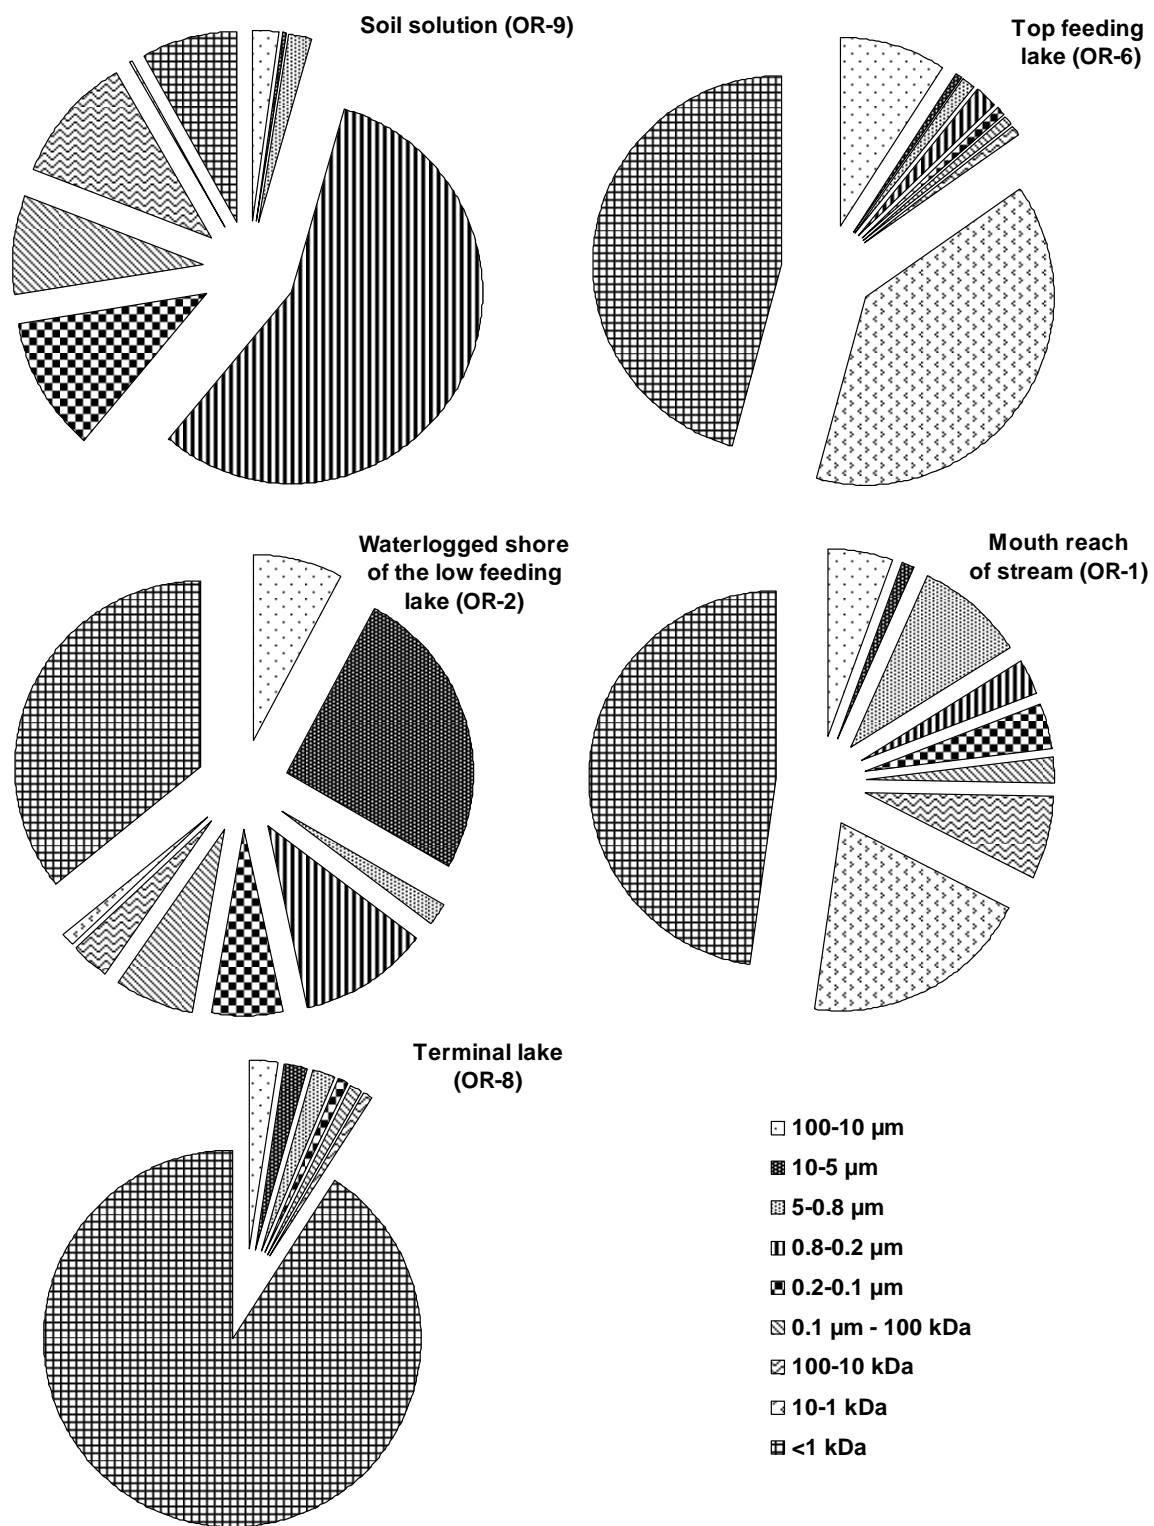 Soil solution (OR-9)
Top feeding
lake (OR-6)
Waterlogged shore
of the low feeding
lake (OR-2)
Mouth reach
of stream (OR-1)
Terminal lake
(OR-8)
100-10 µm
10-5 µm
5-0.8 µm
0.8-0.2 µm
0.2-0.1 µm
0.1 µm - 100 kDa
100-10 kDa
10-1 kDa
<1 kDa